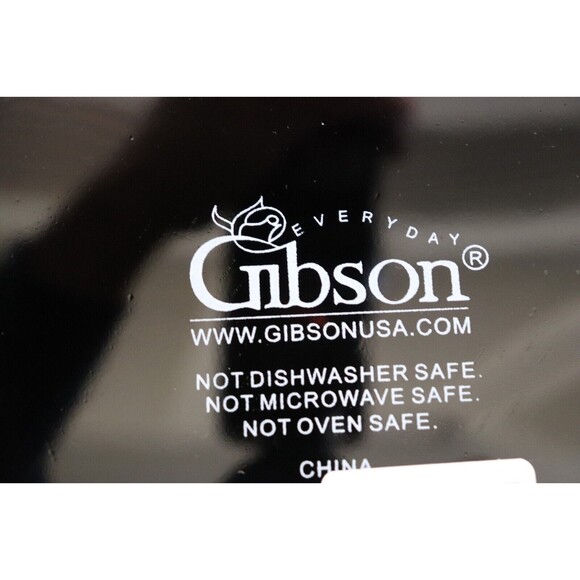 EVERYDAY
Gibson®
WWW.GIBSONUSA.COM
NOT DISHWASHER SAFE.
NOT MICROWAVE SAFE.
NOT OVEN SAFE.
CHINA